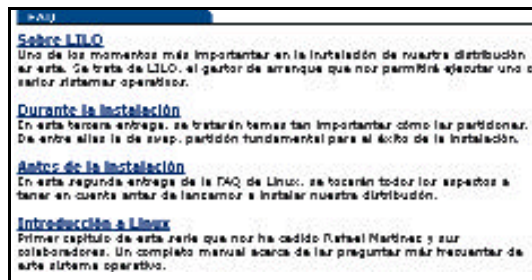 FAQ
Sobre LILO
Uno de los momentos más importantes en la instalación de nuestra distribución
es esta. Se trata de LILO, el gestor de arranque que nos permitirá ejecutar uno o
varios sistemas operativos.
Durante la instalación
En esta tercera entrega, se tratarán temas tan importantes cómo las particiones.
De entre ellas la de swap, partición fundamental para el éxito de la instalación.
Antes de la instalación
En esta segunda entrega de la FAQ de Linux, se tocarán todos los aspectos a
tener en cuenta antes de lanzarnos a instalar nuestra distribución.
Introducción a Linux
Primer capítulo de esta serie que nos ha cedido Rafael Martínez y sus
colaboradores. Un completo manual acerca de las preguntas más frecuentes de
este sistema operativo.